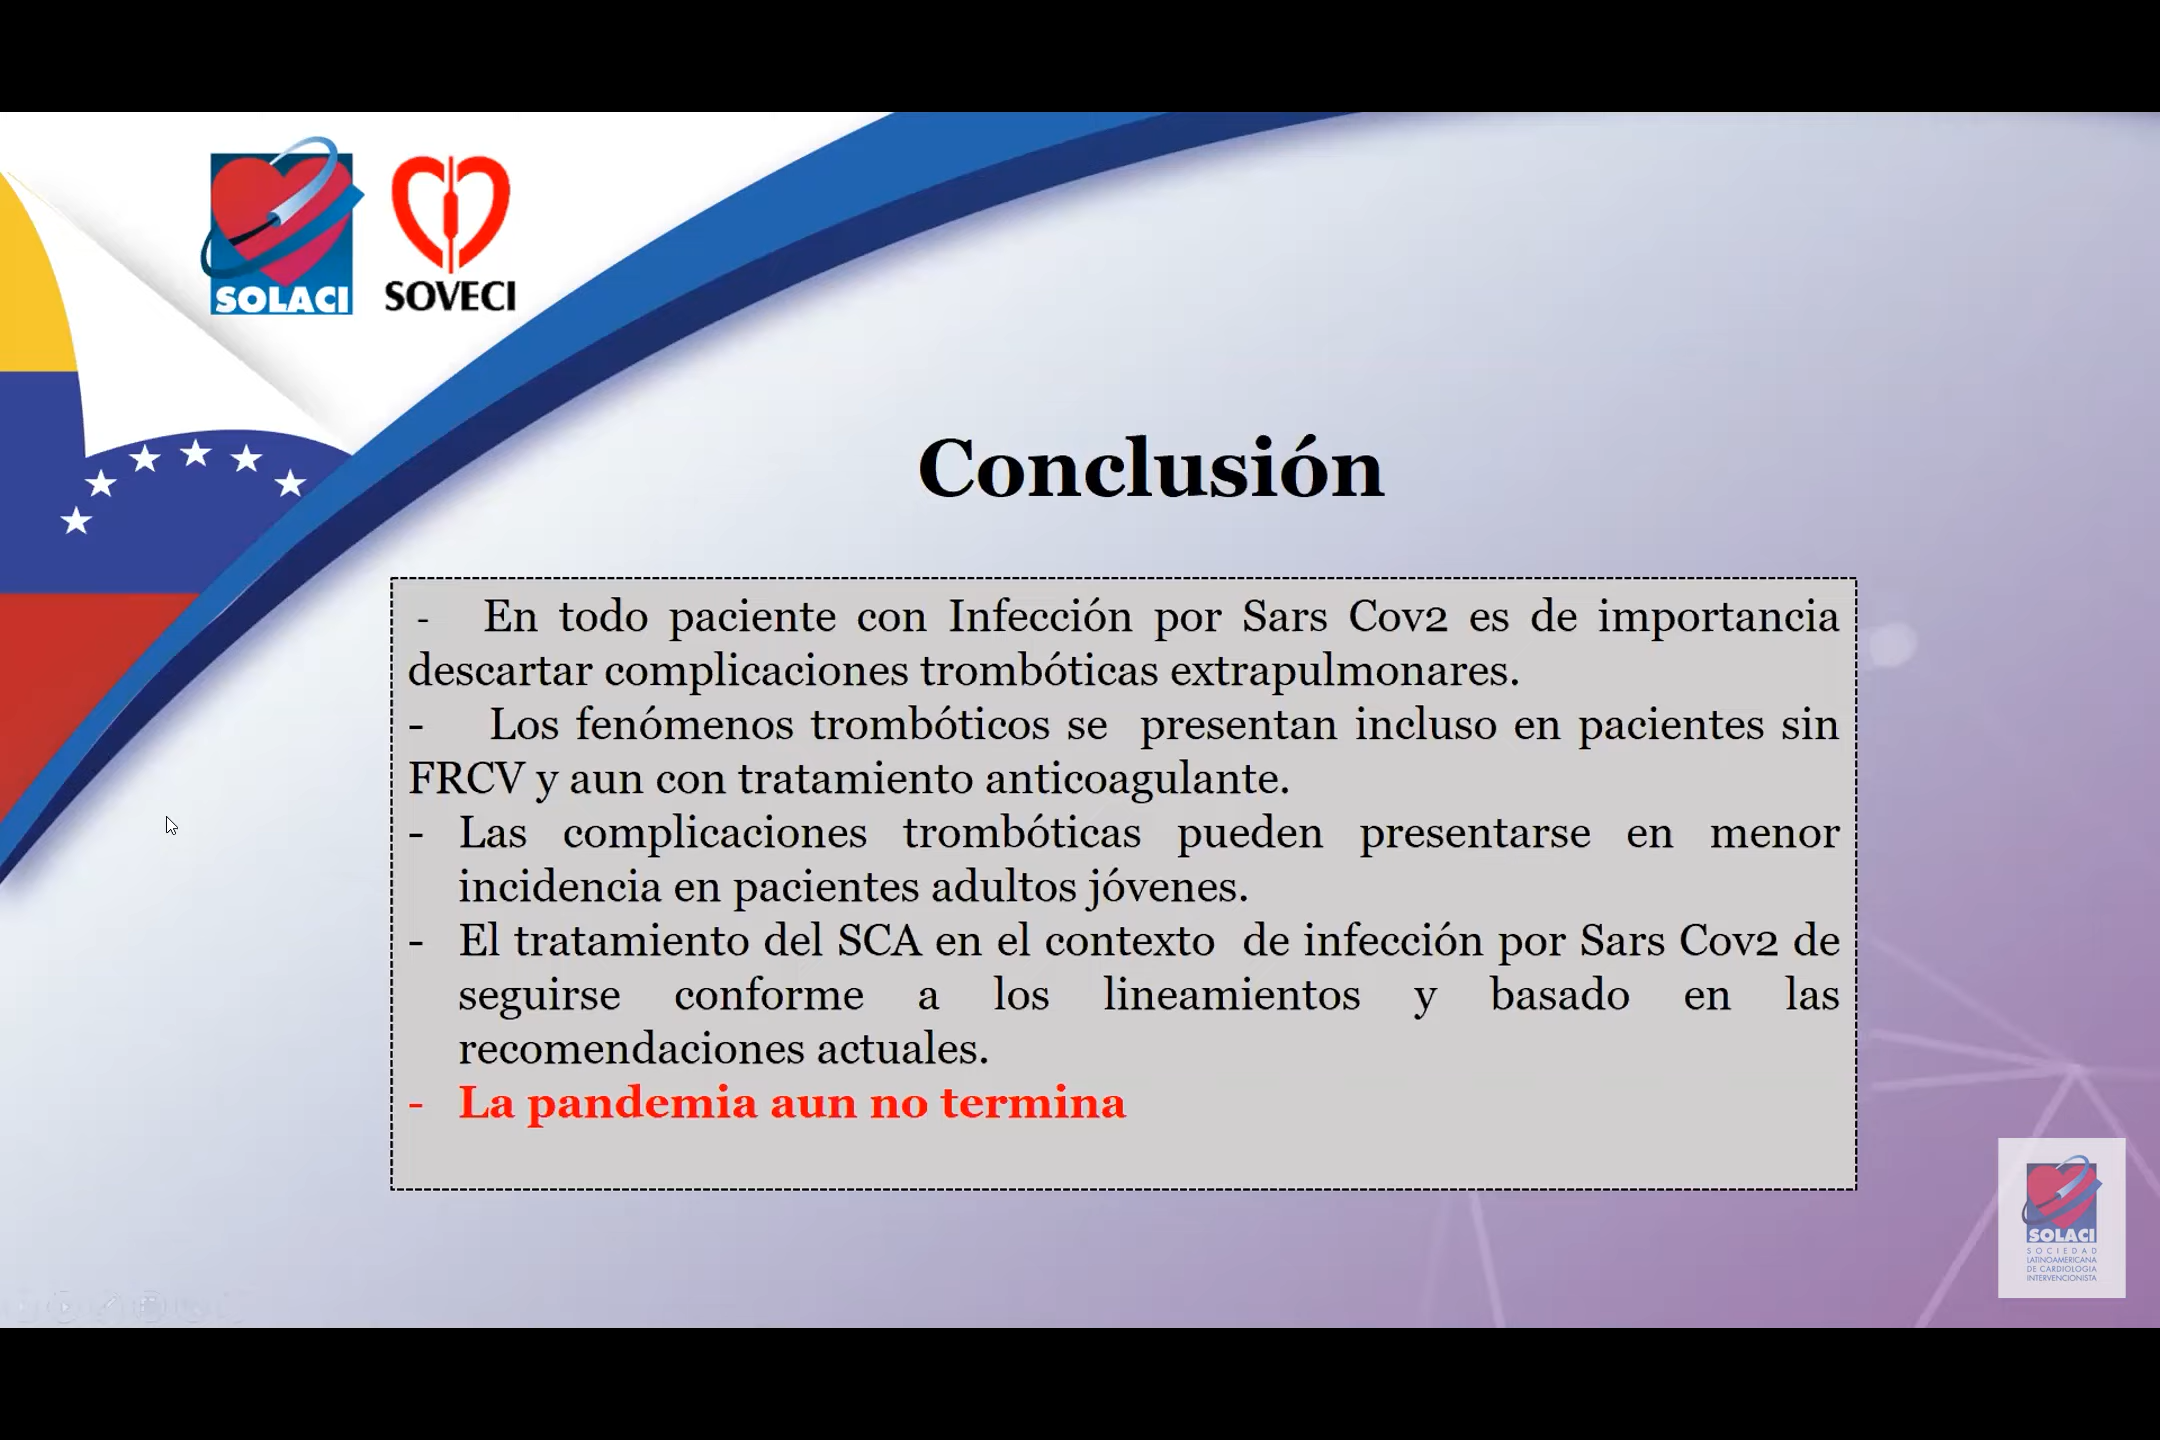 SOLACI
SOVECI
Conclusión
- En todo paciente con Infección por Sars Cov2 es de importancia
descartar complicaciones trombóticas extrapulmonares.
- Los fenómenos trombóticos se presentan incluso en pacientes sin
FRCV y aun con tratamiento anticoagulante.
- Las complicaciones trombóticas pueden presentarse en menor
incidencia en pacientes adultos jóvenes.
- El tratamiento del SCA en el contexto de infección por Sars Cov2 de
seguirse conforme a los lineamientos y basado en las
recomendaciones actuales.
- La pandemia aun no termina
SOLACI
SOCIEDAD
LATINOAMERICANA
DE CARDIOLOGIA
INTERVENCIONISTA